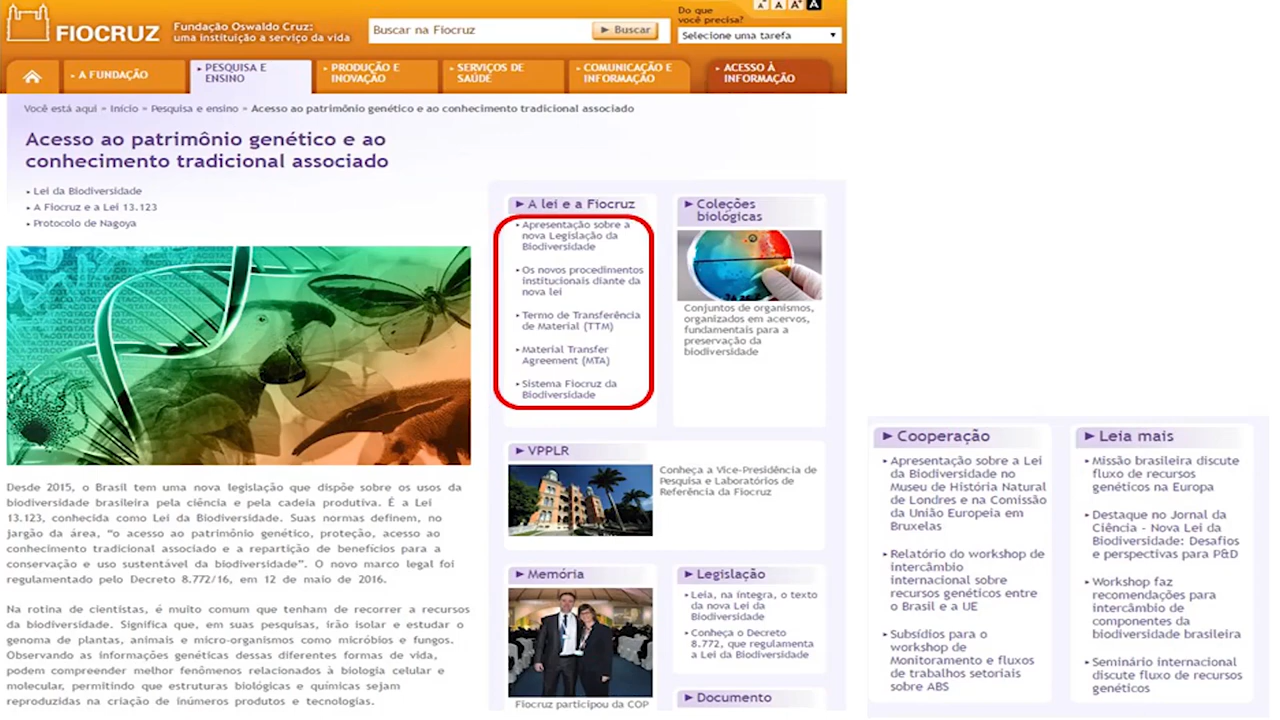 FIOCRUZ
Fundação Oswaldo Cruz:
uma instituição a serviço da vida
Buscar na Fiocruz
Buscar
Do que
você precisa?
A A A A
Selecione uma tarefa
A FUNDAÇÃO
PESQUISA E
ENSINO
PRODUÇÃO E
INOVAÇÃO
SERVIÇOS DE
SAÚDE
COMUNICAÇÃO E
INFORMAÇÃO
ACESSO À
INFORMAÇÃO
Você está aqui » Início » Pesquisa e ensino » Acesso ao patrimônio genético e ao conhecimento tradicional associado
Acesso ao patrimônio genético e ao
conhecimento tradicional associado
Lei da Biodiversidade
A Fiocruz e a Lei 13.123
Protocolo de Nagoya
Desde 2015, o Brasil tem uma nova legislação que dispõe sobre os usos da
biodiversidade brasileira pela ciência e pela cadeia produtiva. É a Lei
13.123, conhecida como Lei da Biodiversidade. Suas normas definem, no
jargão da área, “o acesso ao patrimônio genético, proteção, acesso ao
conhecimento tradicional associado e a repartição de benefícios para a
conservação e uso sustentável da biodiversidade”. O novo marco legal foi
regulamentado pelo Decreto 8.772/16, em 12 de maio de 2016.
Na rotina de cientistas, é muito comum que tenham de recorrer a recursos
da biodiversidade. Significa que, em suas pesquisas, irão isolar e estudar o
genoma de plantas, animais e micro-organismos como micróbios e fungos.
Observando as informações genéticas dessas diferentes formas de vida,
podem compreender melhor fenômenos relacionados à biologia celular e
molecular, permitindo que estruturas biológicas e químicas sejam
reproduzidas na criação de inúmeros produtos e tecnologias.
A lei e a Fiocruz
Apresentação sobre a
nova Legislação da
Biodiversidade
Os novos procedimentos
institucionais diante da
nova lei
Termo de Transferência
de Material (TTM)
Material Transfer
Agreement (MTA)
Sistema Fiocruz da
Biodiversidade
Coleções
biológicas
Conjuntos de organismos,
organizados em acervos,
fundamentais para a
preservação da
biodiversidade
VPPLR
Conheça a Vice-Presidência de
Pesquisa e Laboratórios de
Referência da Fiocruz
Memória
Fiocruz participou da COP
Legislação
Leia, na íntegra, o texto
da nova Lei da
Biodiversidade
Conheça o Decreto
8.772, que regulamenta
a Lei da Biodiversidade
Documento
Cooperação
Apresentação sobre a Lei
da Biodiversidade no
Museu de História Natural
de Londres e na Comissão
da União Europeia em
Bruxelas
Relatório do workshop de
intercâmbio
internacional sobre
recursos genéticos entre
o Brasil e a UE
Subsídios para o
workshop de
Monitoramento e fluxos
de trabalhos setoriais
sobre ABS
Leia mais
Missão brasileira discute
fluxo de recursos
genéticos na Europa
Destaque no Jornal da
Ciência - Nova Lei da
Biodiversidade: Desafios
e perspectivas para P&D
Workshop faz
recomendações para
intercâmbio de
componentes da
biodiversidade brasileira
Seminário internacional
discute fluxo de recursos
genéticos